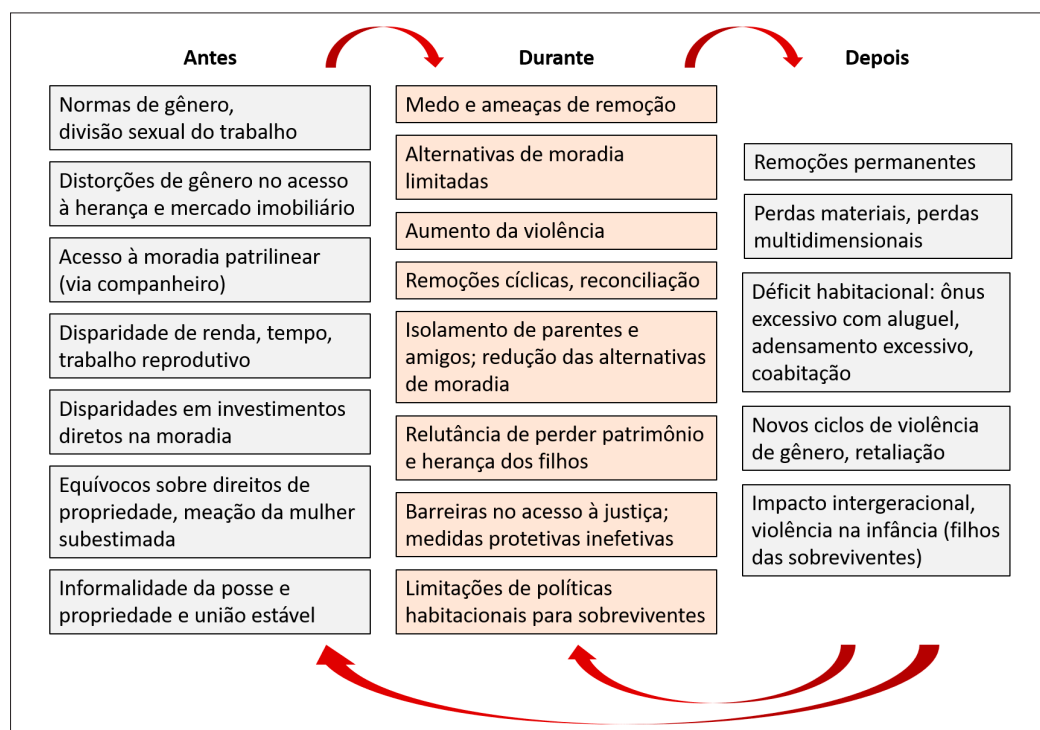 Antes
Normas de gênero,
divisão sexual do trabalho
Distorções de gênero no acesso
à herança e mercado imobiliário
Acesso à moradia patrilinear
(via companheiro)
Disparidade de renda, tempo,
trabalho reprodutivo
Disparidades em investimentos
diretos na moradia
Equívocos sobre direitos de
propriedade, meação da mulher
subestimada
Informalidade da posse e
propriedade e união estável
Durante
Medo e ameaças de remoção
Alternativas de moradia
limitadas
Aumento da violência
Remoções cíclicas, reconciliação
Isolamento de parentes e
amigos; redução das alternativas
de moradia
Relutância de perder patrimônio
e herança dos filhos
Barreiras no acesso à justiça;
medidas protetivas inefetivas
Limitações de políticas
habitacionais para sobreviventes
Depois
Remoções permanentes
Perdas materiais, perdas
multidimensionais
Déficit habitacional: ônus
excessivo com aluguel,
adensamento excessivo,
coabitação
Novos ciclos de violência
de gênero, retaliação
Impacto intergeracional,
violência na infância (filhos
das sobreviventes)